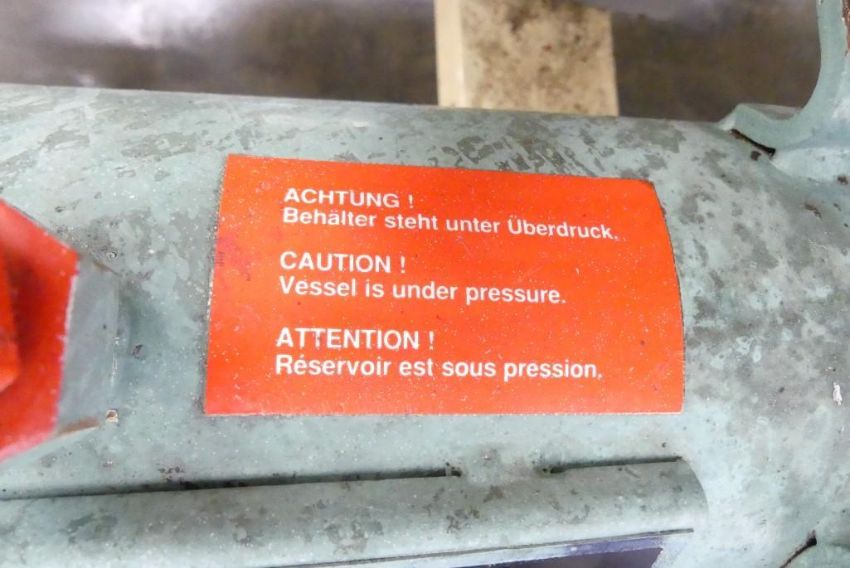 ACHTUNG !
Behälter steht unter Überdruck.
CAUTION !
Vessel is under pressure.
ATTENTION !
Réservoir est sous pression.